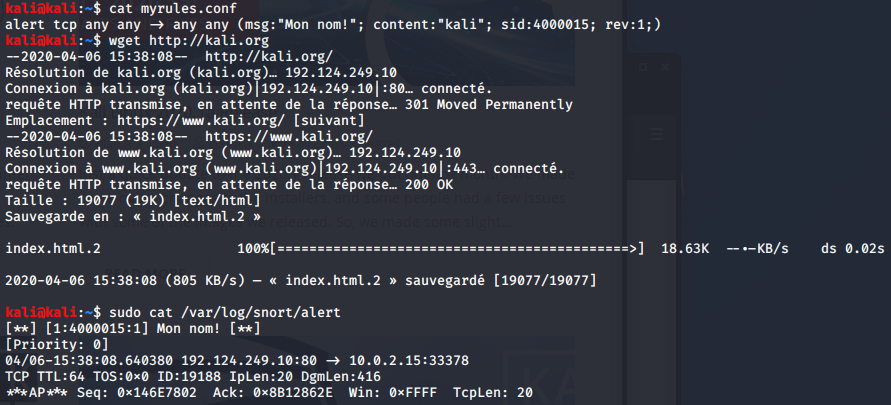 kali@kali:~$ cat myrules.conf
alert tcp any any -> any any (msg:"Mon nom!"; content:"kali"; sid:4000015; rev:1;)
kali@kali:~$ wget http://kali.org
--2020-04-06 15:38:08-- http://kali.org/
Résolution de kali.org (kali.org)… 192.124.249.10
Connexion à kali.org (kali.org)|192.124.249.10|:80… connecté.
requête HTTP transmise, en attente de la réponse… 301 Moved Permanently
Emplacement : https://www.kali.org/ [suivant]
--2020-04-06 15:38:08-- https://www.kali.org/
Résolution de www.kali.org (www.kali.org)… 192.124.249.10
Connexion à www.kali.org (www.kali.org)|192.124.249.10|:443… connecté.
requête HTTP transmise, en attente de la réponse… 200 OK
Taille : 19077 (19K) [text/html]
Sauvegarde en : « index.html.2 »
index.html.2 100%[============================================>] 18.63K --•-KB/s ds 0.02s
2020-04-06 15:38:08 (805 KB/s) — « index.html.2 » sauvegardé [19077/19077]
kali@kali:~$ sudo cat /var/log/snort/alert
[**] [1:4000015:1] Mon nom! [**]
[Priority: 0]
04/06-15:38:08.640380 192.124.249.10:80 -> 10.0.2.15:33378
TCP TTL:64 TOS:0×0 ID:19188 IpLen:20 DgmLen:416
***AP*** Seq: 0×146E7802 Ack: 0×8B12862E Win: 0×FFFF TcpLen: 20